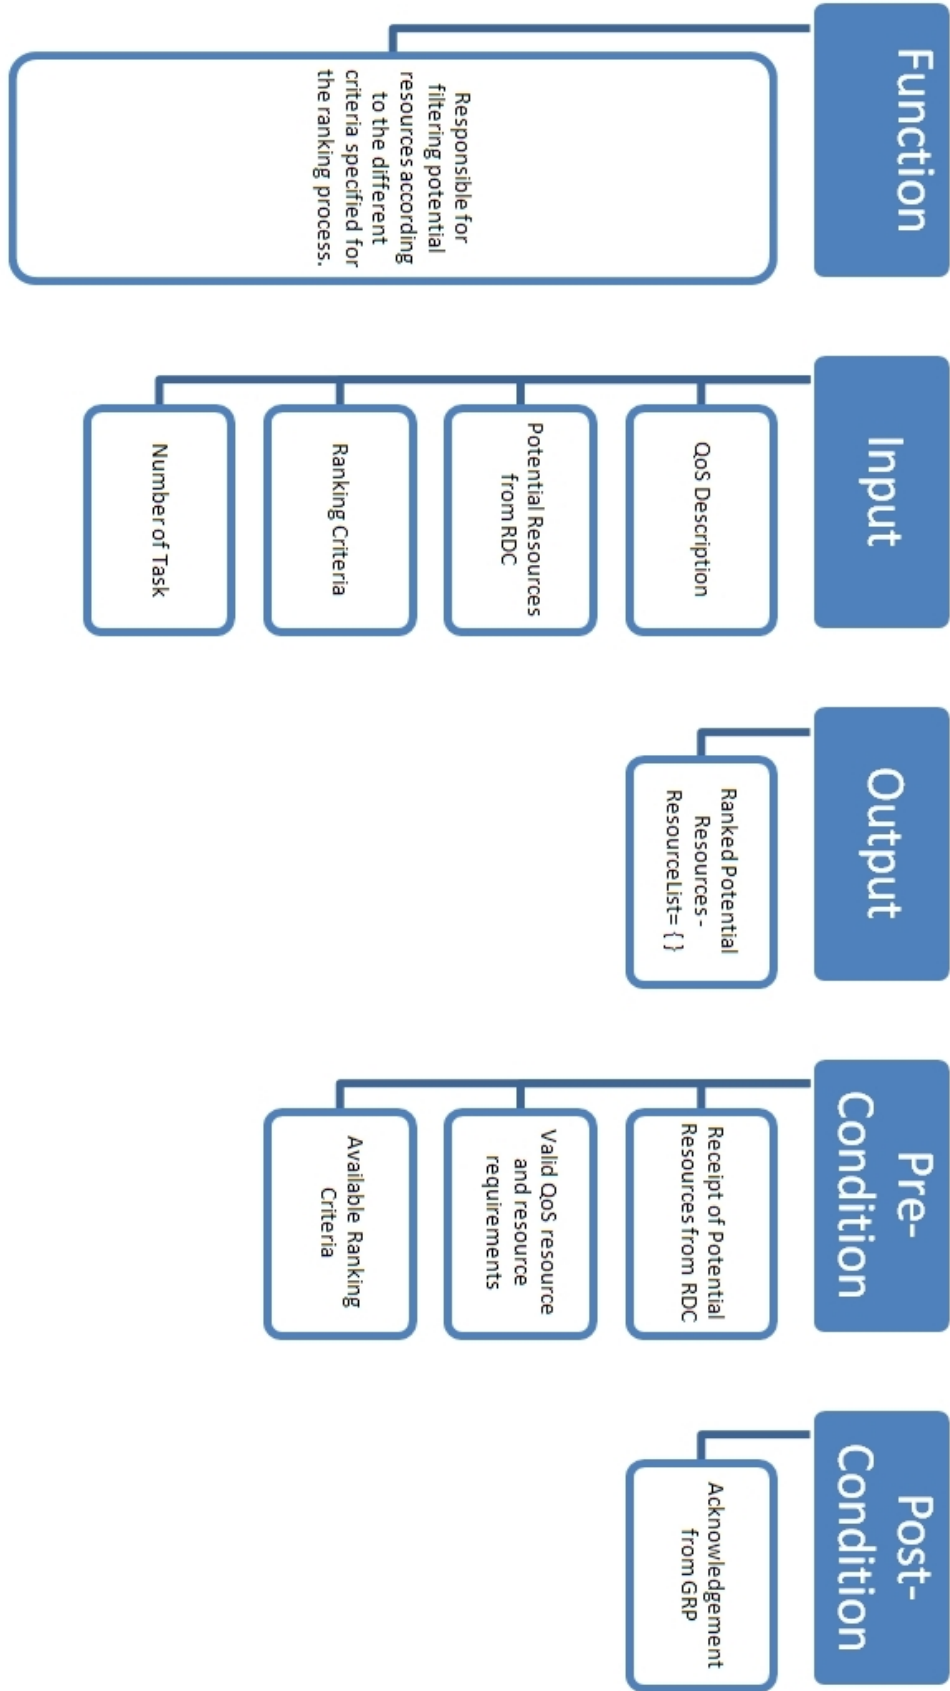 Function
Responsible for
filtering potential
resources according
to the different
criteria specified for
the ranking process.
Input
QoS Description
Potential Resources
from RDC
Ranking Criteria
Number of Task
Output
Ranked Potential
Resources -
ResourceList= { }
Pre-
Condition
Receipt of Potential
Resources from RDC
Valid QoS resource
and resource
requirements
Available Ranking
Criteria
Post-
Condition
Acknowledgement
from GRP